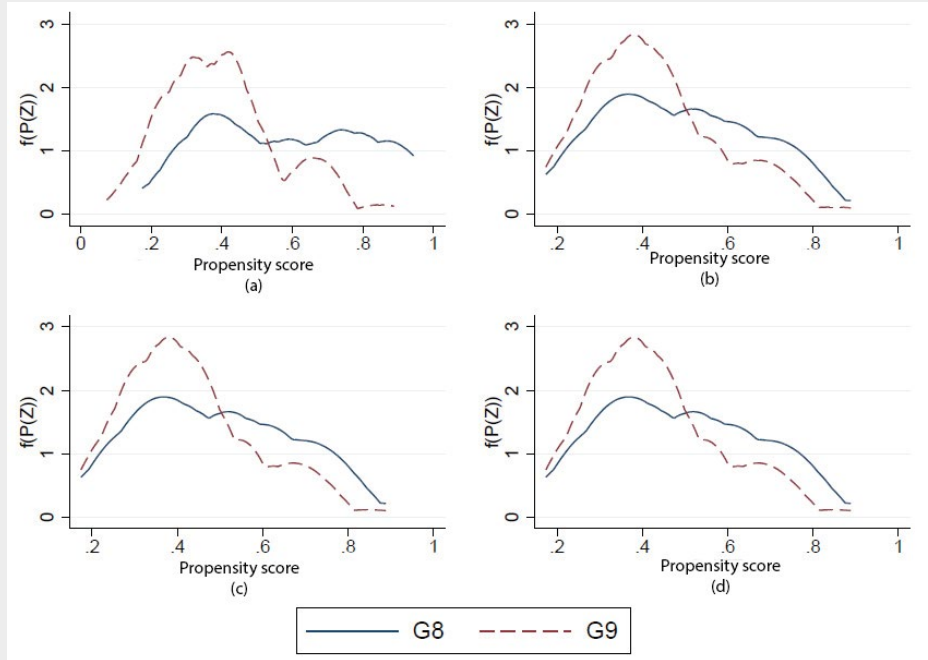 3
2
1
0
f(P(Z))
0 .2 .4 .6 .8 1
Propensity score
(a)
3
2
1
0
f(P(Z))
.2 .4 .6 .8 1
Propensity score
(b)
3
2
1
0
f(P(Z))
.2 .4 .6 .8 1
Propensity score
(c)
3
2
1
0
f(P(Z))
.2 .4 .6 .8 1
Propensity score
(d)
G8 G9